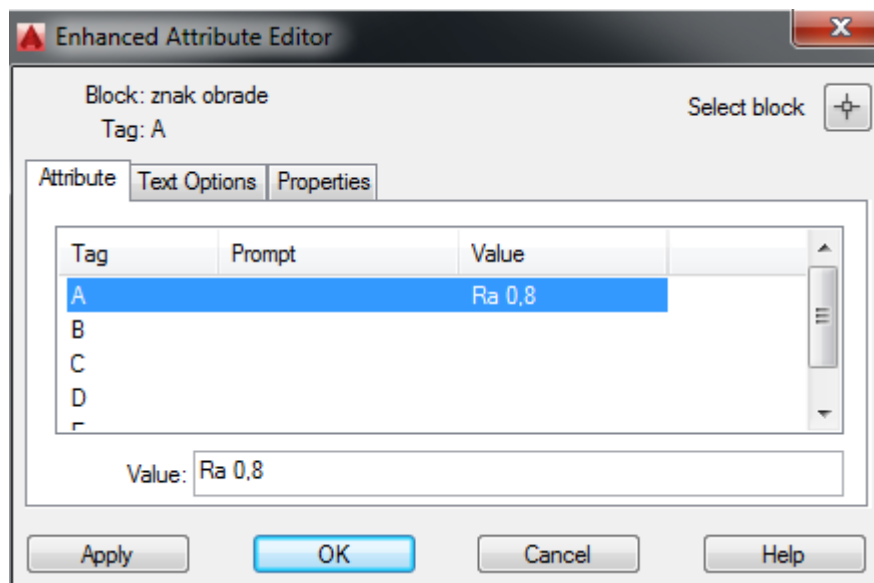 Enhanced Attribute Editor
Block: znak obrade
Select block
Tag: A
Attribute Text Options Properties
Tag Prompt Value
A Ra 0,8
B
C
D
Value: Ra 0,8
Apply OK Cancel Help